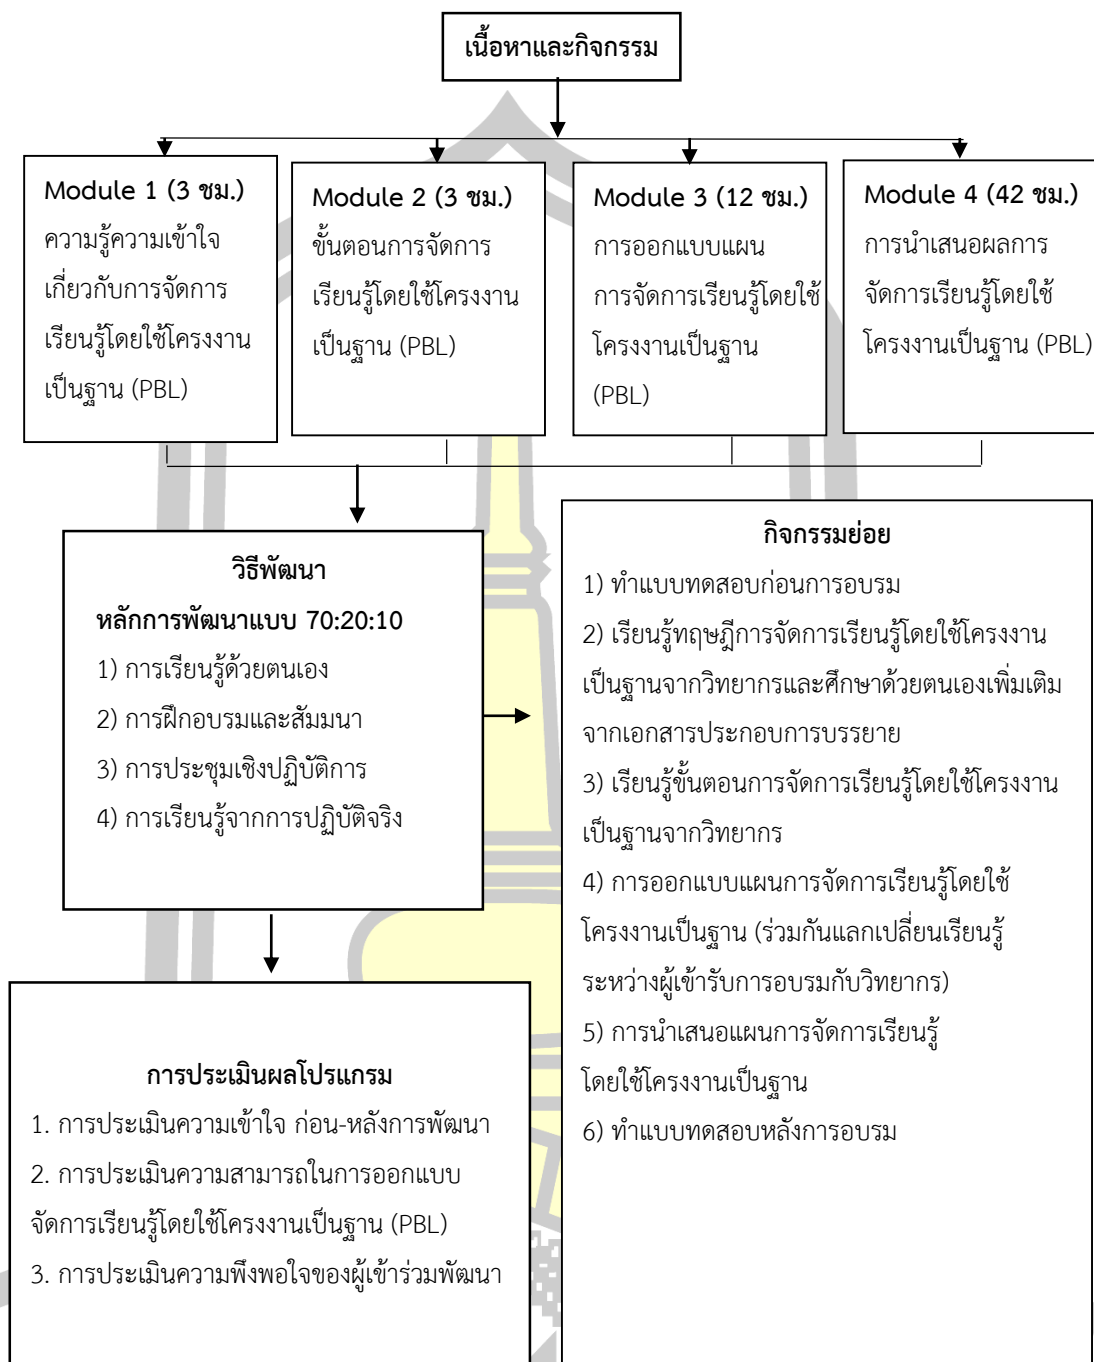 เนื้อหาและกิจกรรม
Module 1 (3 ชม.)
ความรู้ความเข้าใจ
เกี่ยวกับการจัดการ
เรียนรู้โดยใช้โครงงาน
เป็นฐาน (PBL)
Module 2 (3 ชม.)
ขั้นตอนการจัดการ
เรียนรู้โดยใช้โครงงาน
เป็นฐาน (PBL)
Module 3 (12 ชม.)
การออกแบบแผน
การจัดการเรียนรู้โดยใช้
โครงงานเป็นฐาน
(PBL)
Module 4 (42 ชม.)
การนำเสนอผลการ
จัดการเรียนรู้โดยใช้
โครงงานเป็นฐาน (PBL)
วิธีพัฒนา
หลักการพัฒนาแบบ 70:20:10
1) การเรียนรู้ด้วยตนเอง
2) การฝึกอบรมและสัมมนา
3) การประชุมเชิงปฏิบัติการ
4) การเรียนรู้จากการปฏิบัติจริง
กิจกรรมย่อย
1) ทำแบบทดสอบก่อนการอบรม
2) เรียนรู้ทฤษฎีการจัดการเรียนรู้โดยใช้โครงงาน
เป็นฐานจากวิทยากรและศึกษาด้วยตนเองเพิ่มเติม
จากเอกสารประกอบการบรรยาย
3) เรียนรู้ขั้นตอนการจัดการเรียนรู้โดยใช้โครงงาน
เป็นฐานจากวิทยากร
4) การออกแบบแผนการจัดการเรียนรู้โดยใช้
โครงงานเป็นฐาน (ร่วมกันแลกเปลี่ยนเรียนรู้
ระหว่างผู้เข้ารับการอบรมกับวิทยากร)
5) การนำเสนอแผนการจัดการเรียนรู้
โดยใช้โครงงานเป็นฐาน
6) ทำแบบทดสอบหลังการอบรม
การประเมินผลโปรแกรม
1. การประเมินความเข้าใจ ก่อน-หลังการพัฒนา
2. การประเมินความสามารถในการออกแบบ
จัดการเรียนรู้โดยใช้โครงงานเป็นฐาน (PBL)
3. การประเมินความพึงพอใจของผู้เข้าร่วมพัฒนา